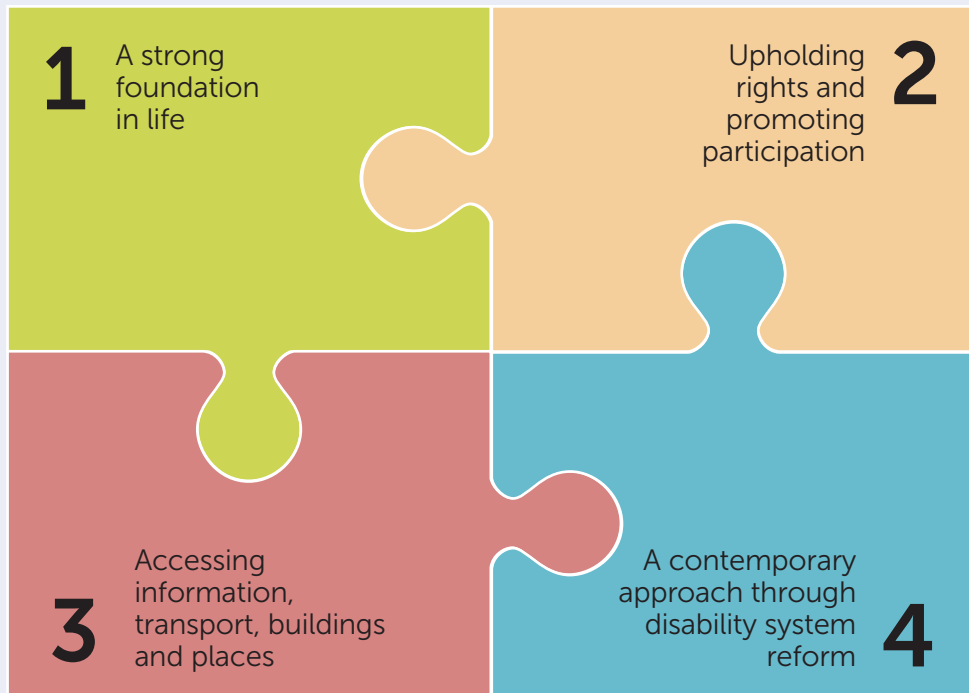 1
A strong
foundation
in life
2
Upholding
rights and
promoting
participation
3
Accessing
information,
transport, buildings
and places
4
A contemporary
approach through
disability system
reform